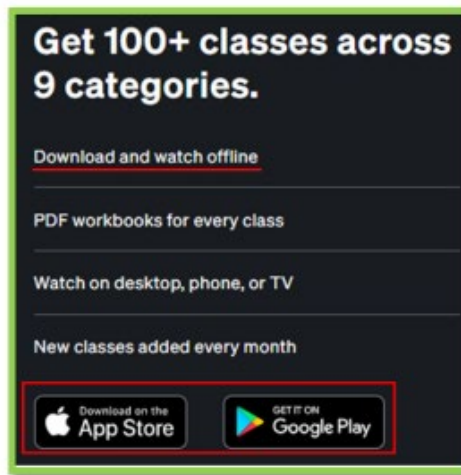 Get 100+ classes across
9 categories.
Download and watch offline
PDF workbooks for every class
Watch on desktop, phone, or TV
New classes added every month
Download on the
App Store
GET IT ON
Google Play